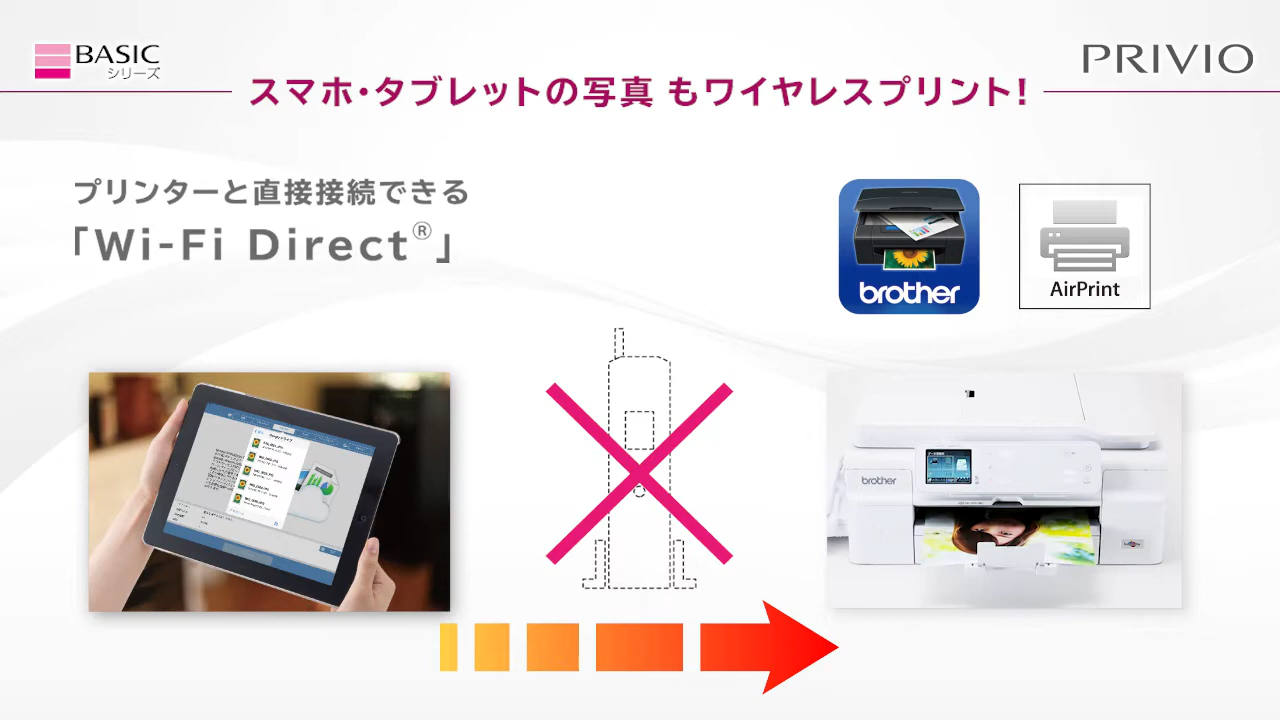 BASIC
シリーズ
PRIVIO
スマホ・タブレットの写真 もワイヤレスプリント!
プリンターと直接接続できる
「Wi-Fi Direct®」
brother
AirPrint
brother